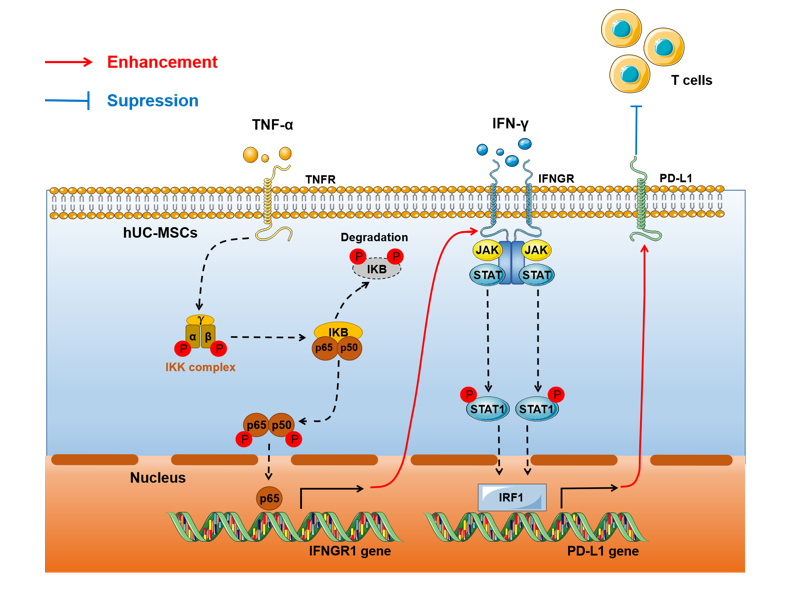 Enhancement
Supression
T cells
TNF-α
IFN-γ
TNFR
IFNGR
PD-L1
hUC-MSCs
Degradation
P P
IKB
JAK JAK
STAT STAT
γ
α β
P P
IKK complex
IKB
p65 p50
P P
STAT1 STAT1
p65 p50
P P
Nucleus
p65
IRF1
IFNGR1 gene
PD-L1 gene